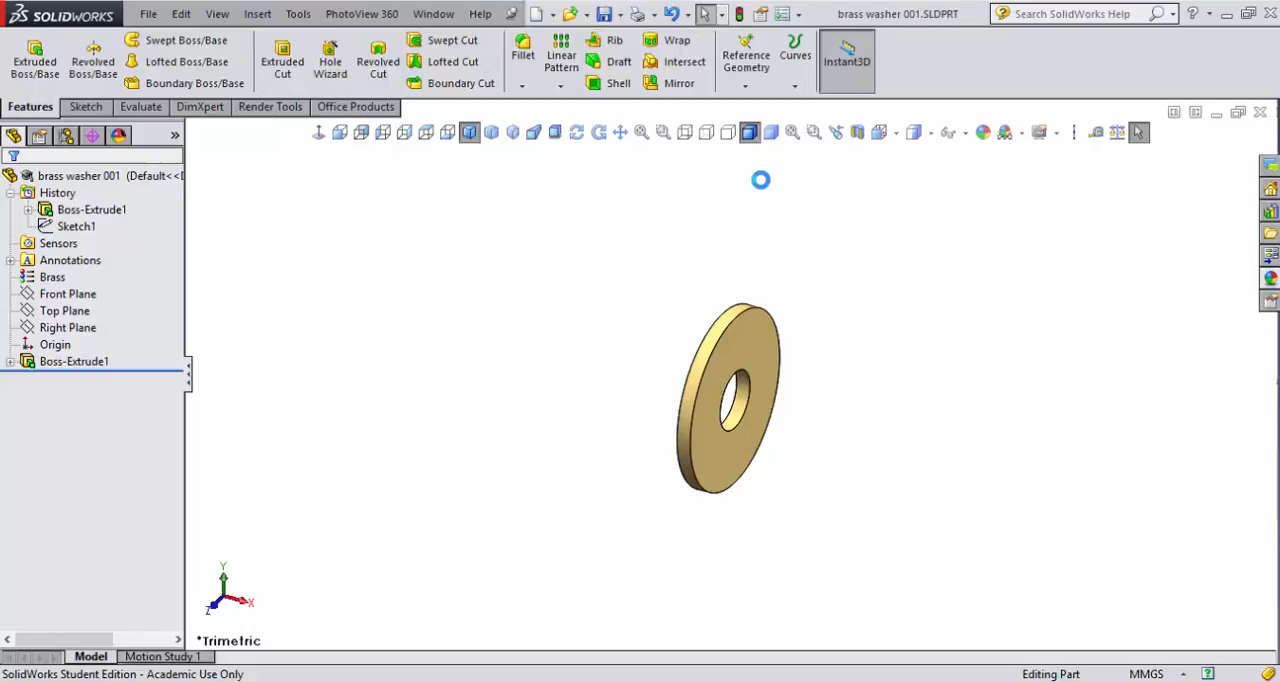 SOLIDWORKS File Edit View Insert Tools PhotoView 360 Window Help brass washer 001.SLDPRT Search SolidWorks Help
Extruded Boss/Base
Revolved Boss/Base
Swept Boss/Base
Lofted Boss/Base
Boundary Boss/Base
Extruded Cut
Hole Wizard
Revolved Cut
Swept Cut
Lofted Cut
Boundary Cut
Fillet
Linear Pattern
Rib
Draft
Shell
Wrap
Intersect
Mirror
Reference Geometry
Curves
Instant3D
Features Sketch Evaluate DimXpert Render Tools Office Products
brass washer 001 (Default<<D
History
Boss-Extrude1
Sketch1
Sensors
Annotations
Brass
Front Plane
Top Plane
Right Plane
Origin
Boss-Extrude1
Y
X
Z
*Trimetric
Model Motion Study 1
SolidWorks Student Edition - Academic Use Only Editing Part MMGS